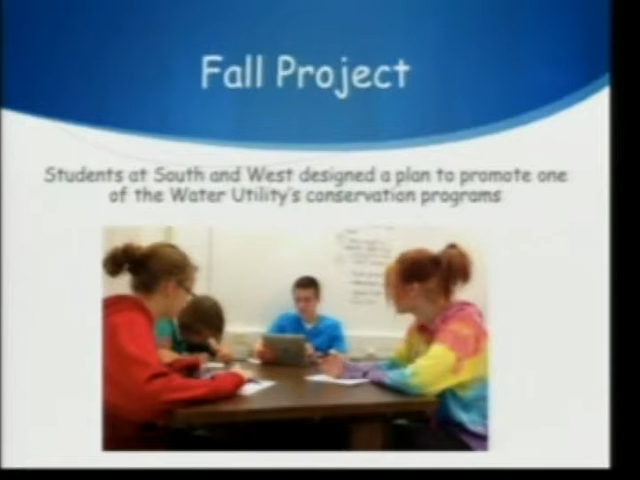 Fall Project
Students at South and West designed a plan to promote one
of the Water Utility's conservation programs